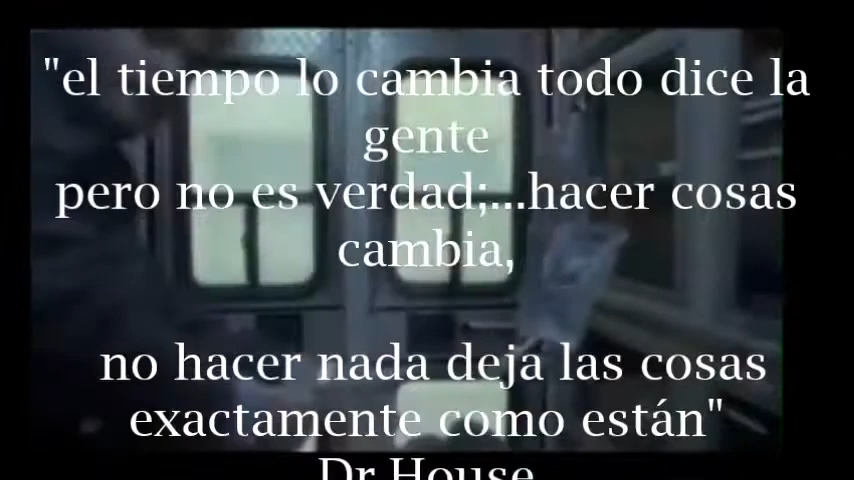 "el tiempo lo cambia todo dice la
gente
pero no es verdad;...hacer cosas
cambia,
no hacer nada deja las cosas
exactamente como están"
Dr House